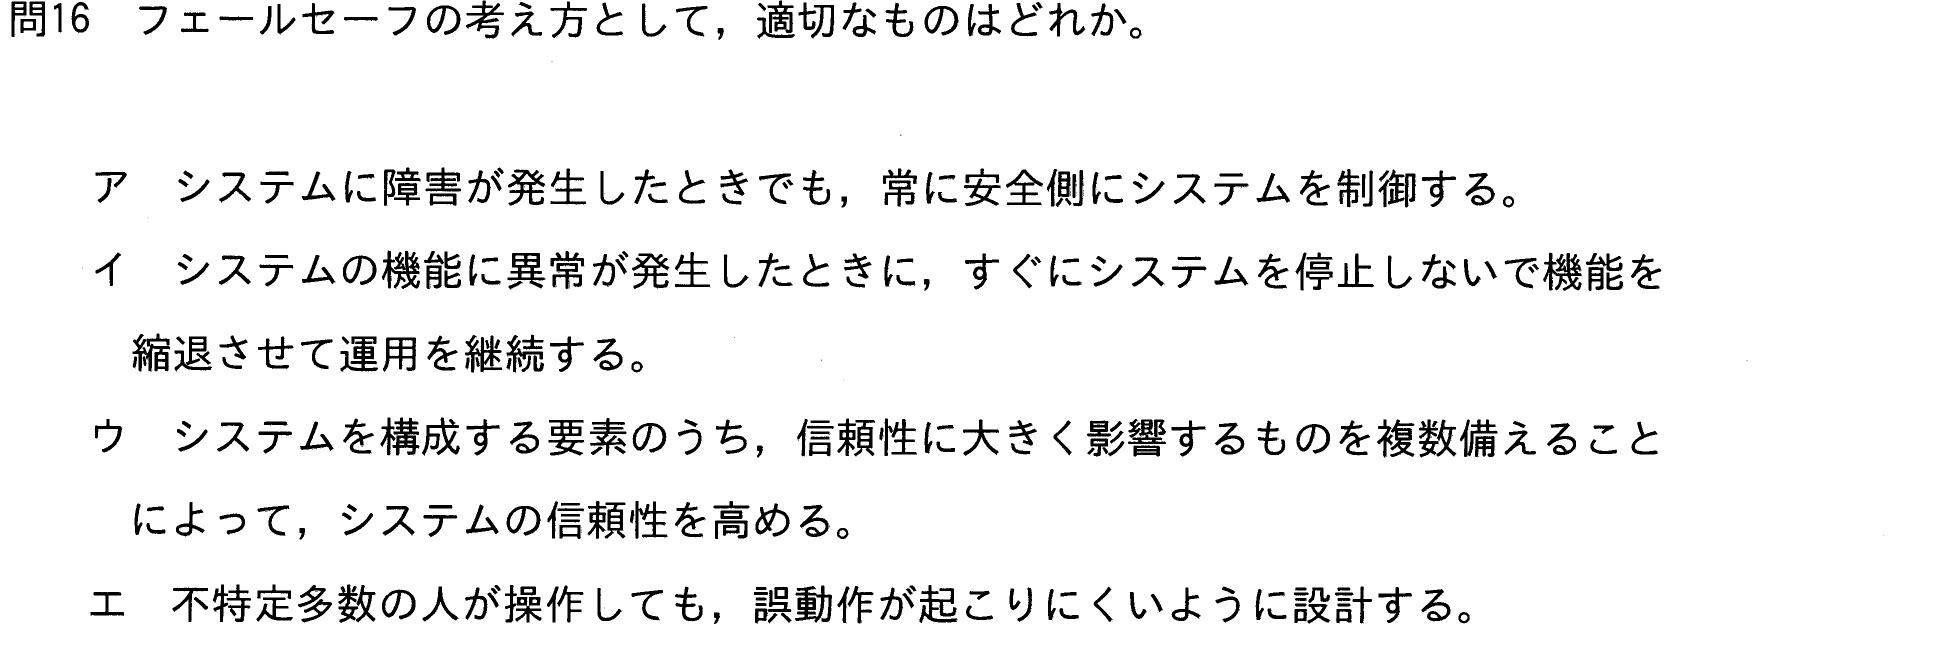 問16　フェールセーフの考え方として，適切なものはどれか。
ア　システムに障害が発生したときでも，常に安全側にシステムを制御する。
イ　システムの機能に異常が発生したときに，すぐにシステムを停止しないで機能を
縮退させて運用を継続する。
ウ　システムを構成する要素のうち，信頼性に大きく影響するものを複数備えること
によって，システムの信頼性を高める。
エ　不特定多数の人が操作しても，誤動作が起こりにくいように設計する。